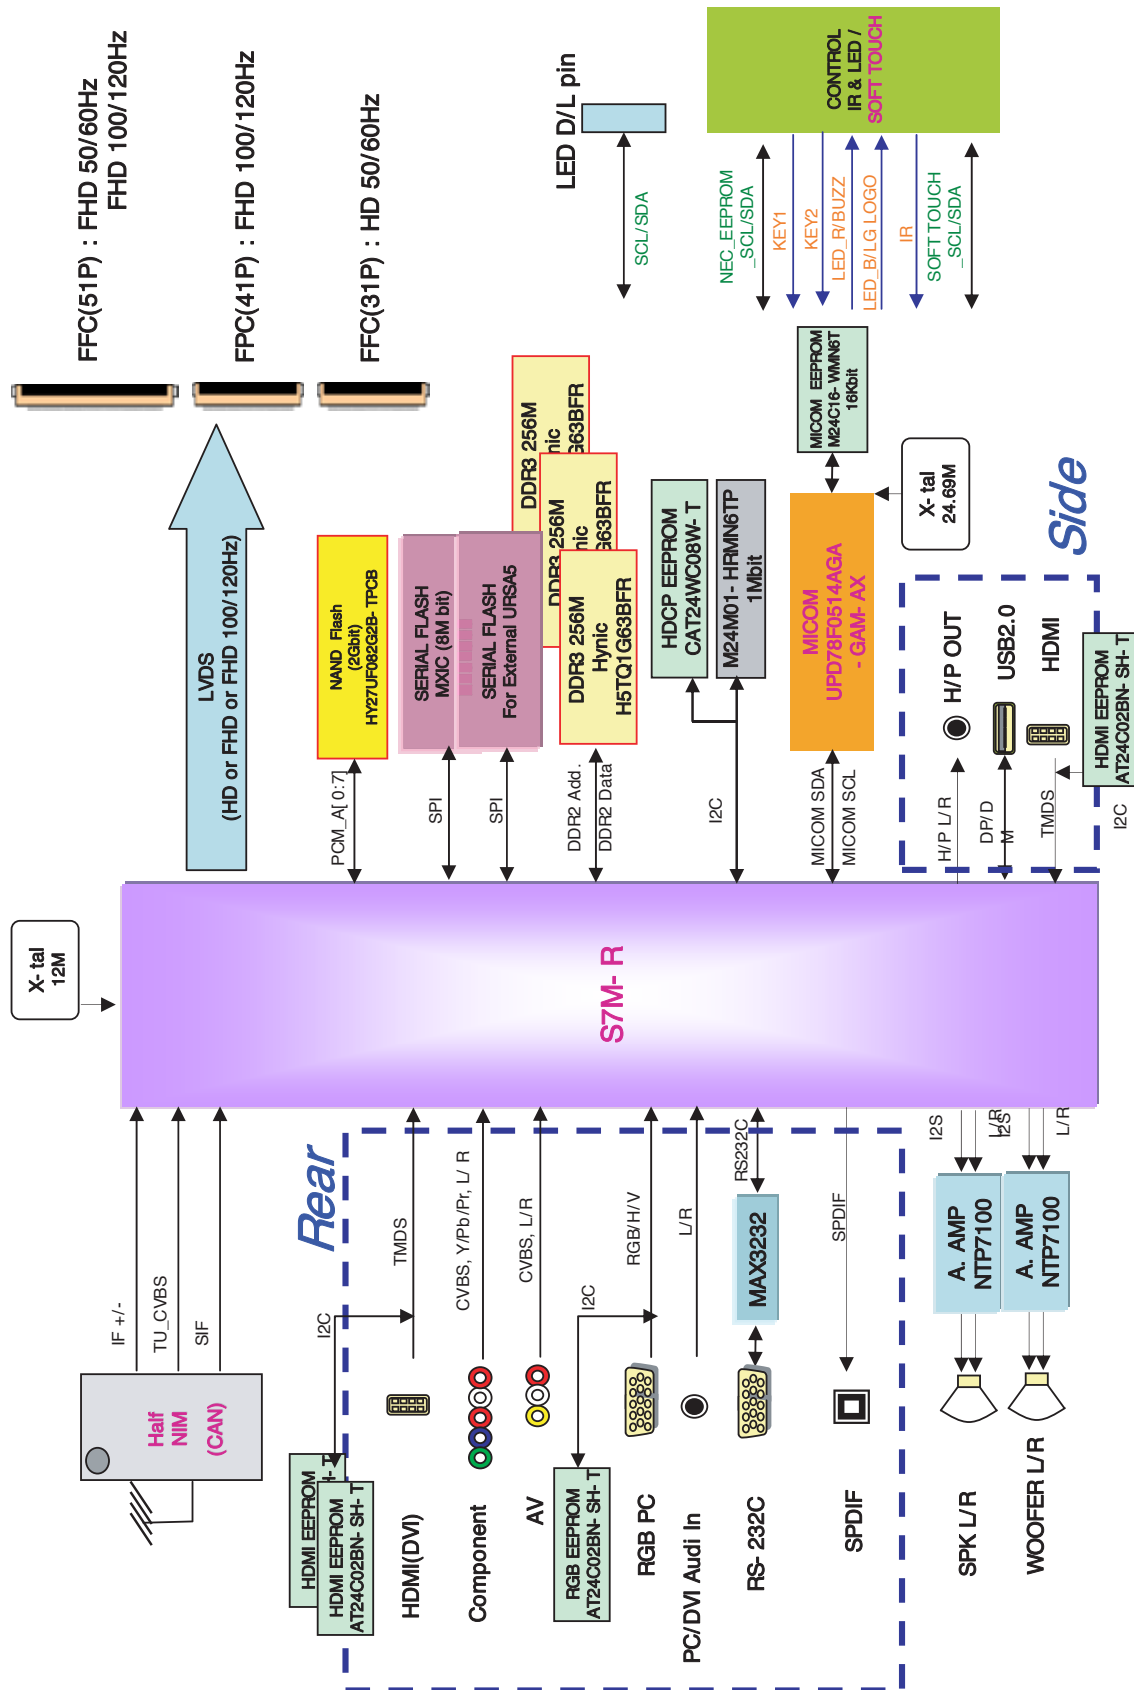 FFC(51P) : FHD 50/60Hz
FHD 100/120Hz
FPC(41P) : FHD 100/120Hz
FFC(31P) : HD 50/60Hz
LED D/L pin
SCL/SDA
CONTROL
IR & LED /
SOFT TOUCH
NEC_EEPROM
_SCL/SDA
KEY1
KEY2
LED_R/BUZZ
LED_B/LG LOGO
IR
SOFT TOUCH
_SCL/SDA
LVDS
(HD or FHD or FHD 100/120Hz)
NAND Flash
(2Gbit)
HY27UF082G2B- TPCB
SERIAL FLASH
MXIC (8M bit)
SERIAL FLASH
For External URSA5
DDR3 256M
nic
G63BFR
DDR3 256M
nic
G63BFR
DDR3 256M
Hynic
H5TQ1G63BFR
HDCP EEPROM
CAT24WC08W- T
M24M01- HRMN6TP
1Mbit
MICOM EEPROM
M24C16- WMN6T
16Kbit
MICOM
UPD78F0514AGA
- GAM- AX
X- tal
24.69M
Side
H/P OUT
USB2.0
HDMI
HDMI EEPROM
AT24C02BN- SH- T
PCM_A[ 0:7]
SPI
SPI
DDR2 Add .
DDR2 Data
I2C
MICOM SDA
MICOM SCL
H/P L/R
DP/D
M
TMDS
I2C
X- tal
12M
S7M- R
IF +/-
TU_CVBS
SIF
Half
NIM
(CAN)
Rear
I2C
TMDS
CVBS, Y/Pb/Pr, L/ R
CVBS, L/R
I2C
RGB/H/V
L/R
RS232C
MAX3232
SPDIF
I2S
L/R
I2S
L/R
A. AMP
NTP7100
A. AMP
NTP7100
HDMI EEPROM
H- T
HDMI EEPROM
AT24C02BN- SH- T
HDMI(DVI)
Component
AV
RGB EEPROM
AT24C02BN- SH- T
RGB PC
PC/DVI Audi In
RS- 232C
SPDIF
SPK L/R
WOOFER L/R